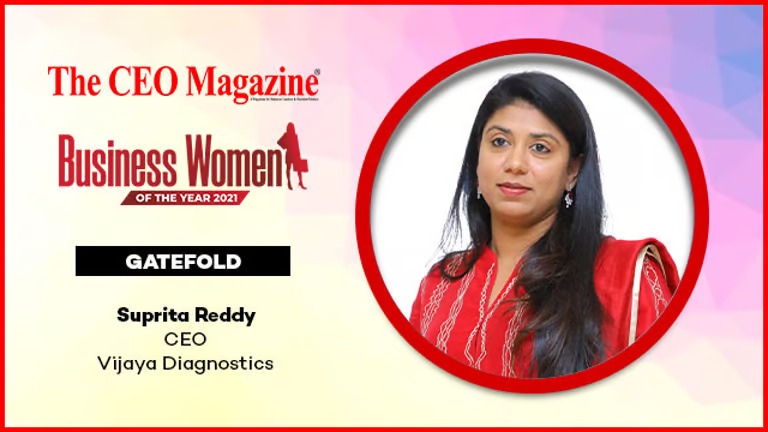 The CEO Magazine
Business Women
OF THE YEAR 2021
GATEFOLD
Suprita Reddy
CEO
Vijaya Diagnostics